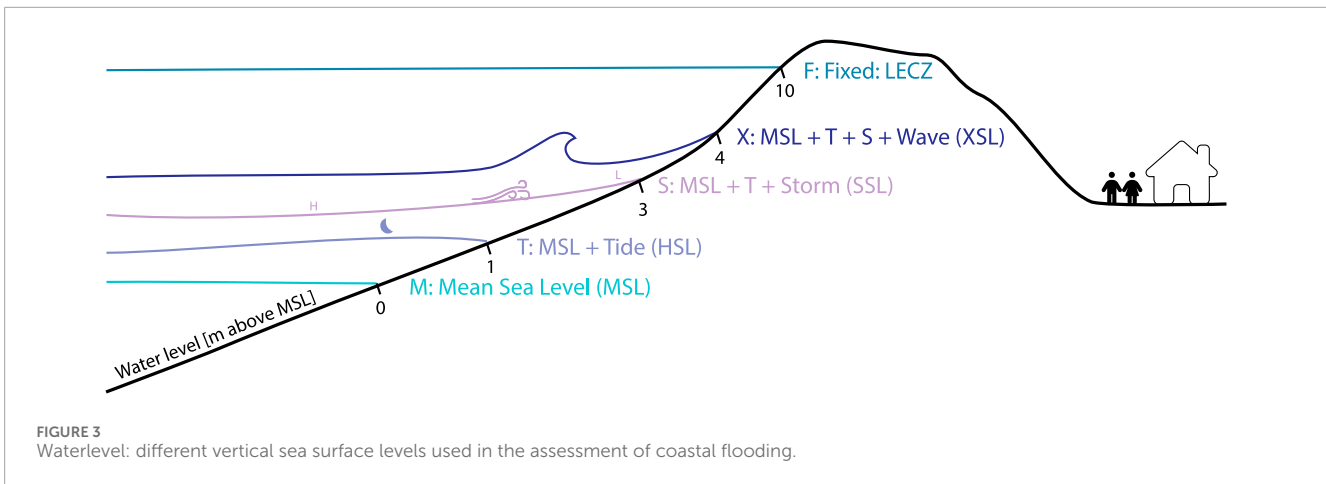 F: Fixed: LECZ
10
X: MSL + T + S + Wave (XSL)
4
L
S: MSL + T + Storm (SSL)
H
3
T: MSL + Tide (HSL)
1
M: Mean Sea Level (MSL)
0
Water level [m above MSL]
FIGURE 3
Waterlevel: different vertical sea surface levels used in the assessment of coastal flooding.